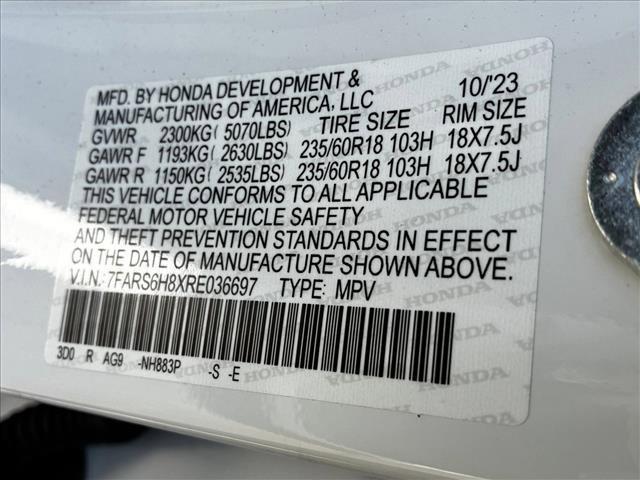 MFD. BY HONDA DEVELOPMENT & 10/'23
MANUFACTURING OF AMERICA, LLC
GVWR 2300KG(5070LBS) TIRE SIZE RIM SIZE
GAWR F 1193KG(2630LBS) 235/60R18 103H 18X7.5J
GAWR R 1150KG(2535LBS) 235/60R18 103H 18X7.5J
THIS VEHICLE CONFORMS TO ALL APPLICABLE
FEDERAL MOTOR VEHICLE SAFETY
AND THEFT PREVENTION STANDARDS IN EFFECT
ON THE DATE OF MANUFACTURE SHOWN ABOVE.
V.I.N.: 7FARS6H8XRE036697 TYPE: MPV
3D0 R AG9 -NH883P -S -E